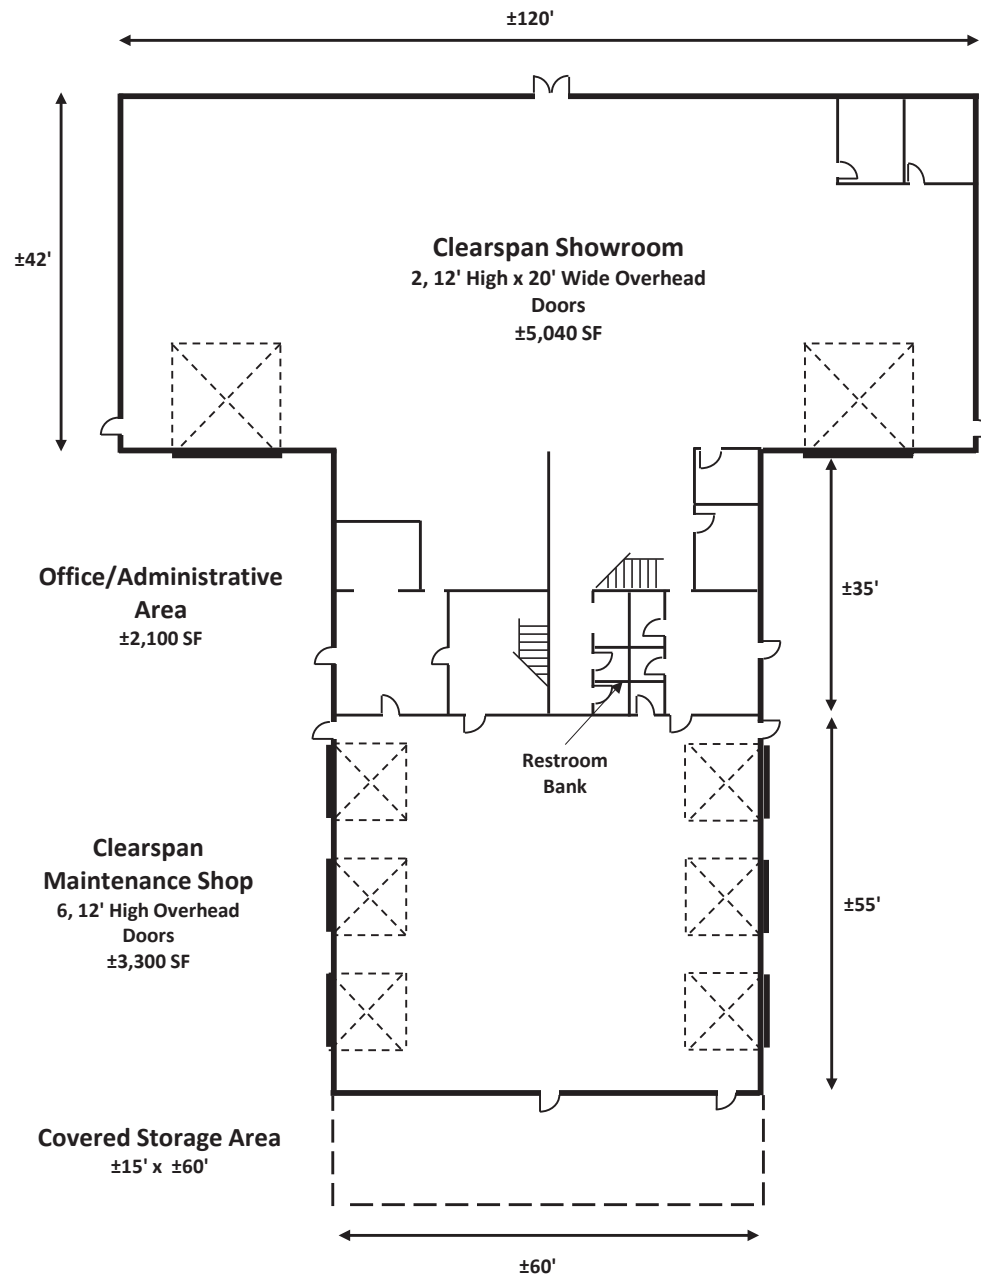 ±120'
±42'
Clearspan Showroom
2, 12' High x 20' Wide Overhead
Doors
±5,040 SF
Office/Administrative
Area
±2,100 SF
±35'
Restroom
Bank
Clearspan
Maintenance Shop
6, 12' High Overhead
Doors
±3,300 SF
±55'
Covered Storage Area
±15' x ±60'
±60'